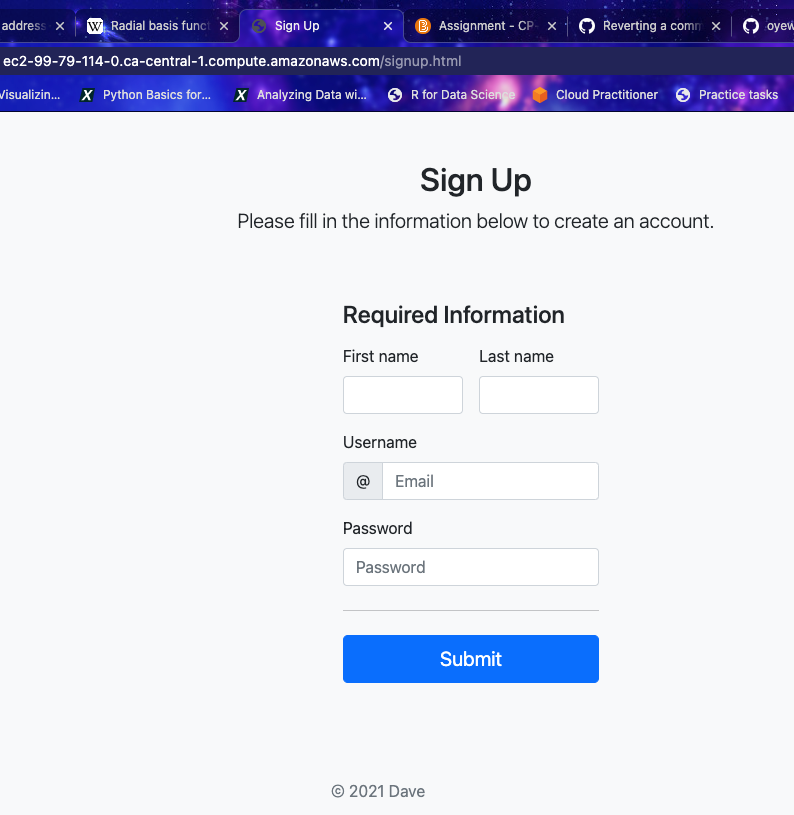 address
Radial basis funct
Sign Up
Assignment - CP-
Reverting a comm
oyew
ec2-99-79-114-0.ca-central-1.compute.amazonaws.com/signup.html
Visualizin...
Python Basics for...
Analyzing Data wi...
R for Data Science
Cloud Practitioner
Practice tasks
Sign Up
Please fill in the information below to create an account.
Required Information
First name Last name
Username
@ Email
Password
Password
Submit
© 2021 Dave